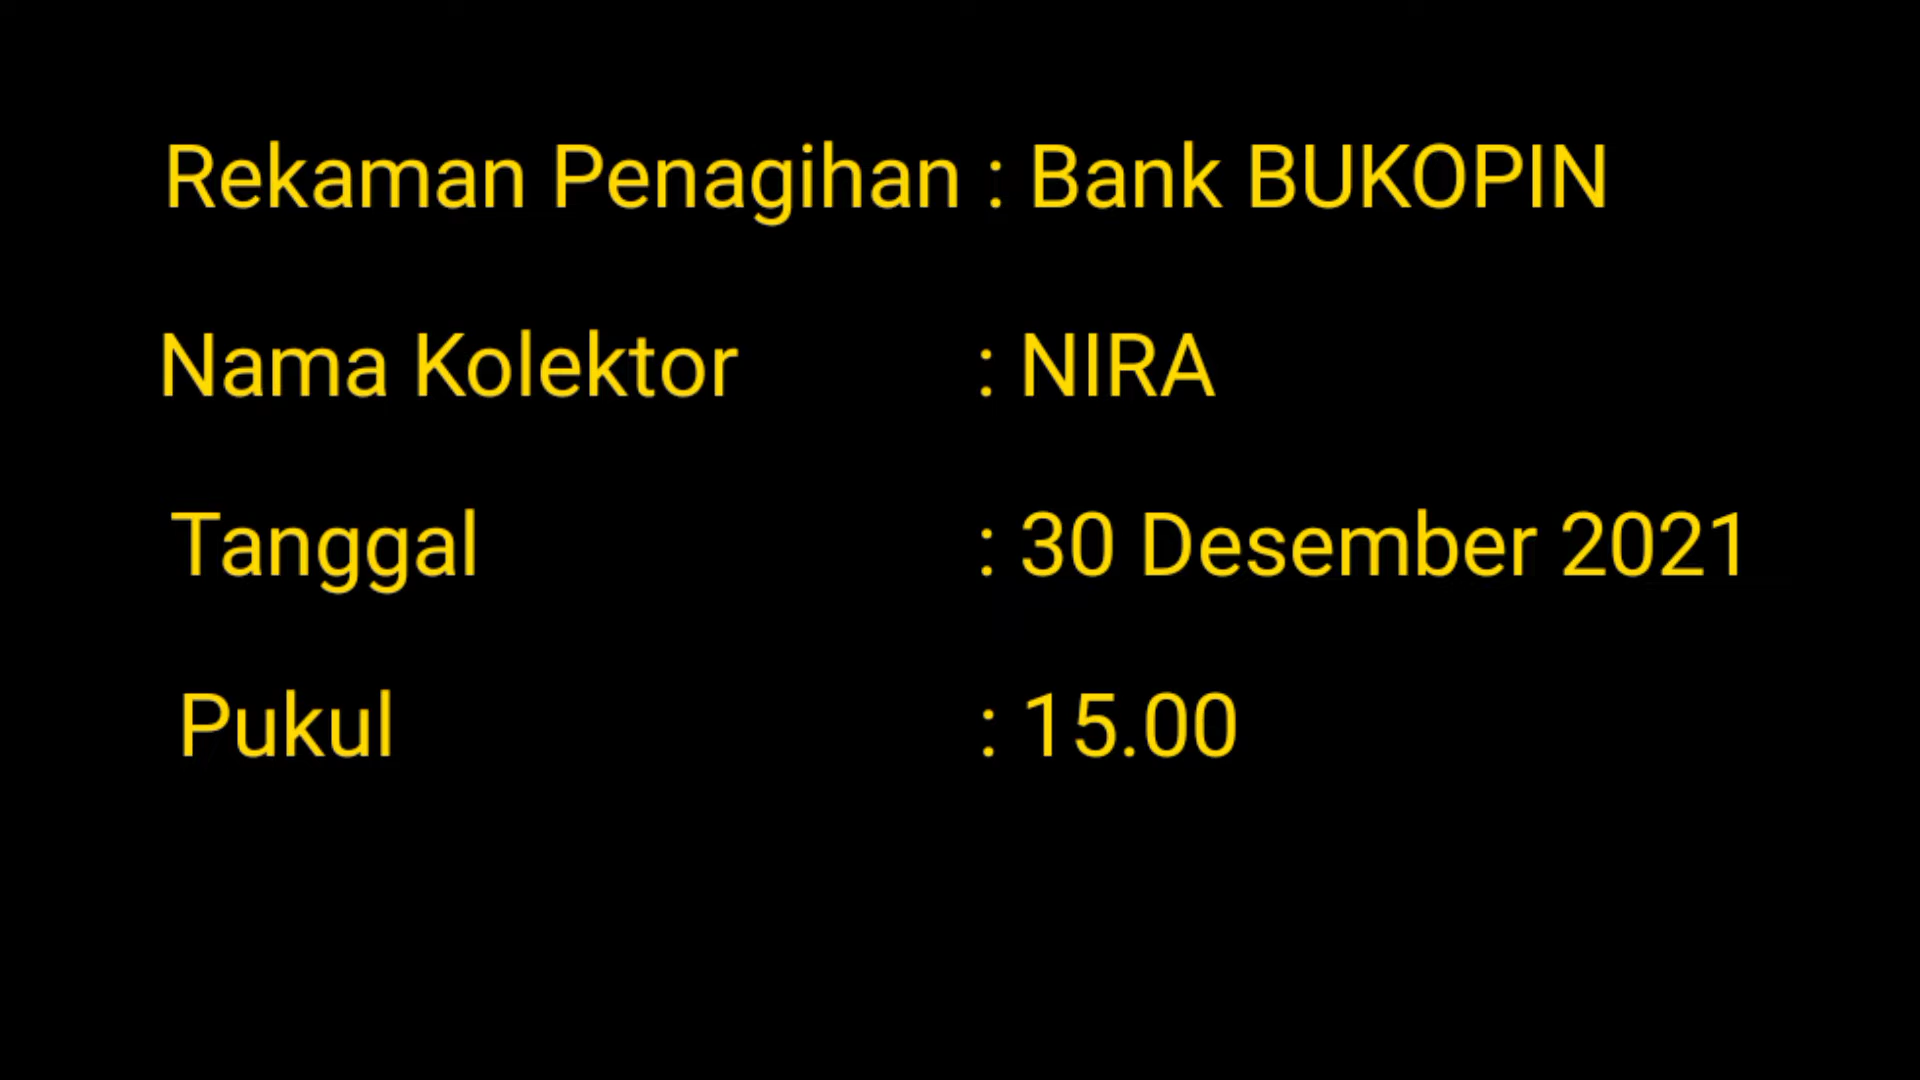 Rekaman Penagihan : Bank BUKOPIN
Nama Kolektor : NIRA
Tanggal : 30 Desember 2021
Pukul : 15.00